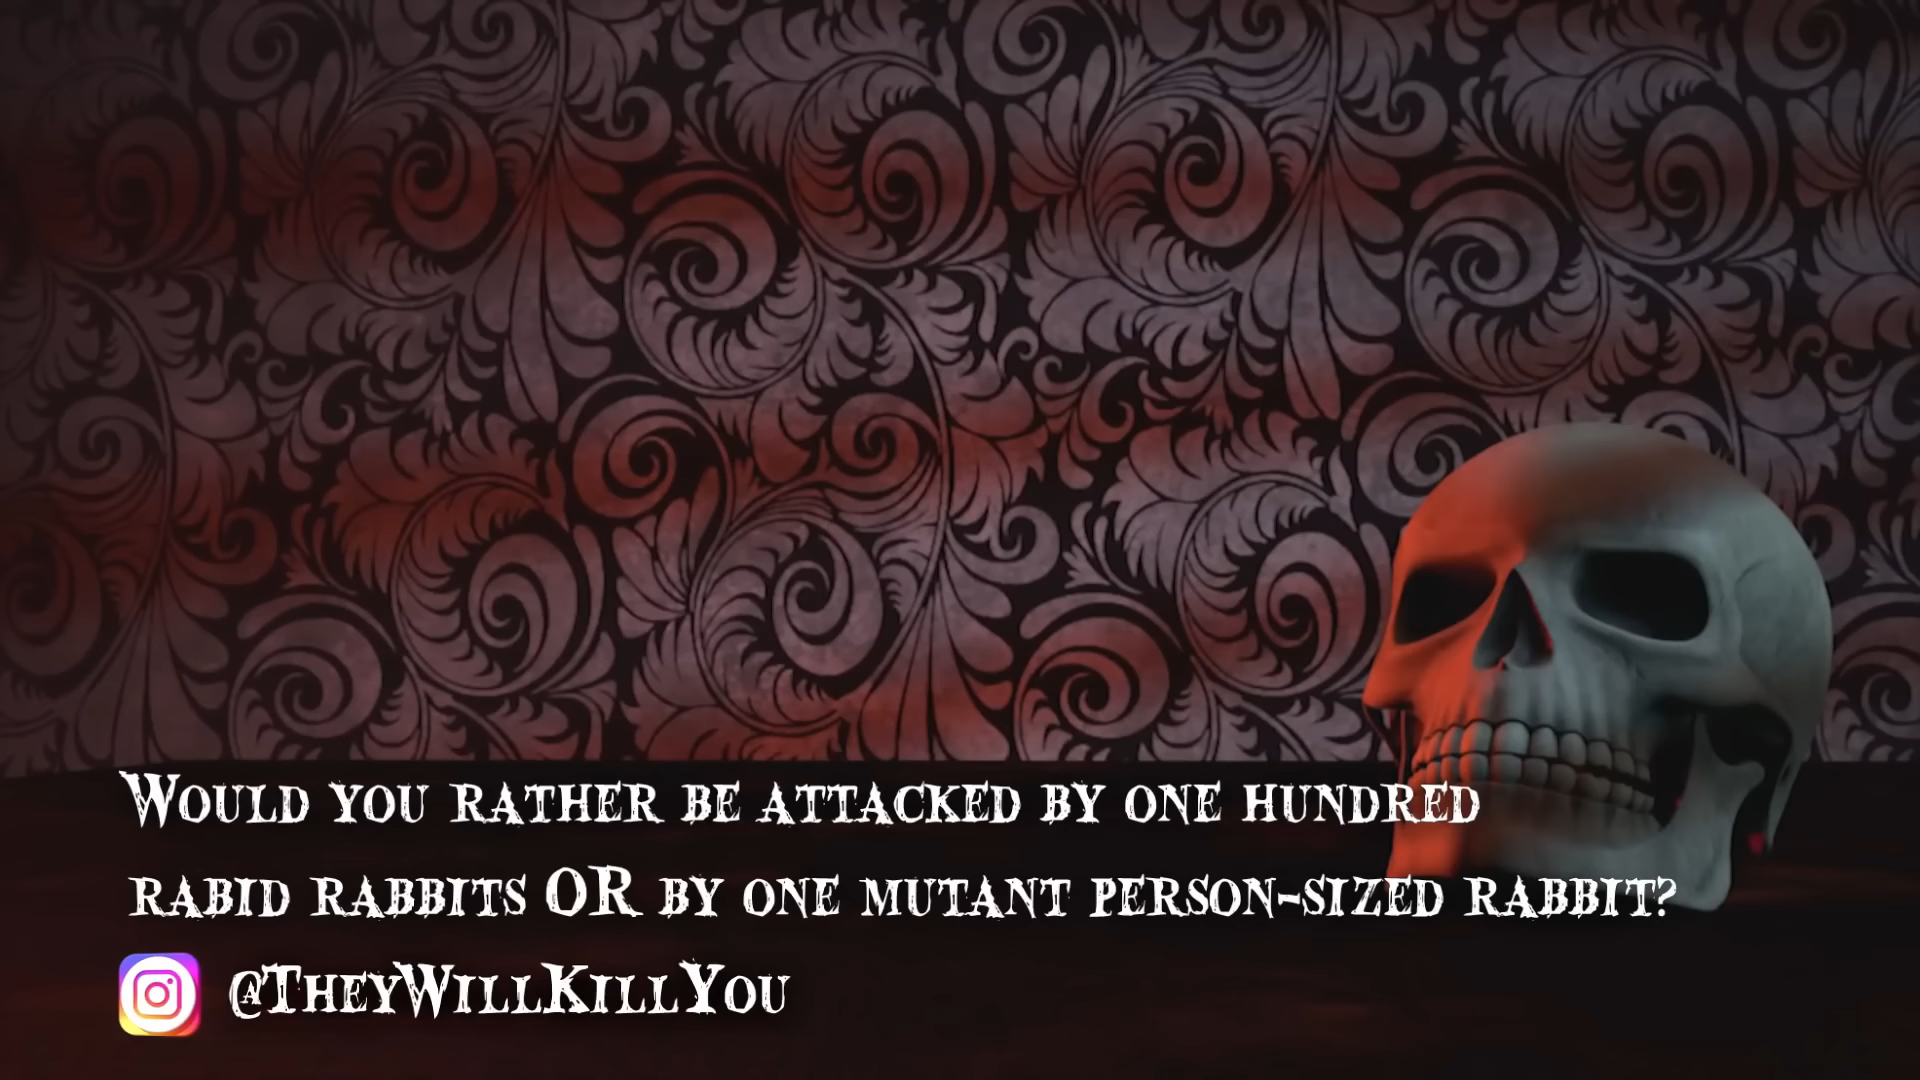 Would you rather be attacked by one hundred
rabid rabbits OR by one mutant person-sized rabbit?
@TheyWillKillYou